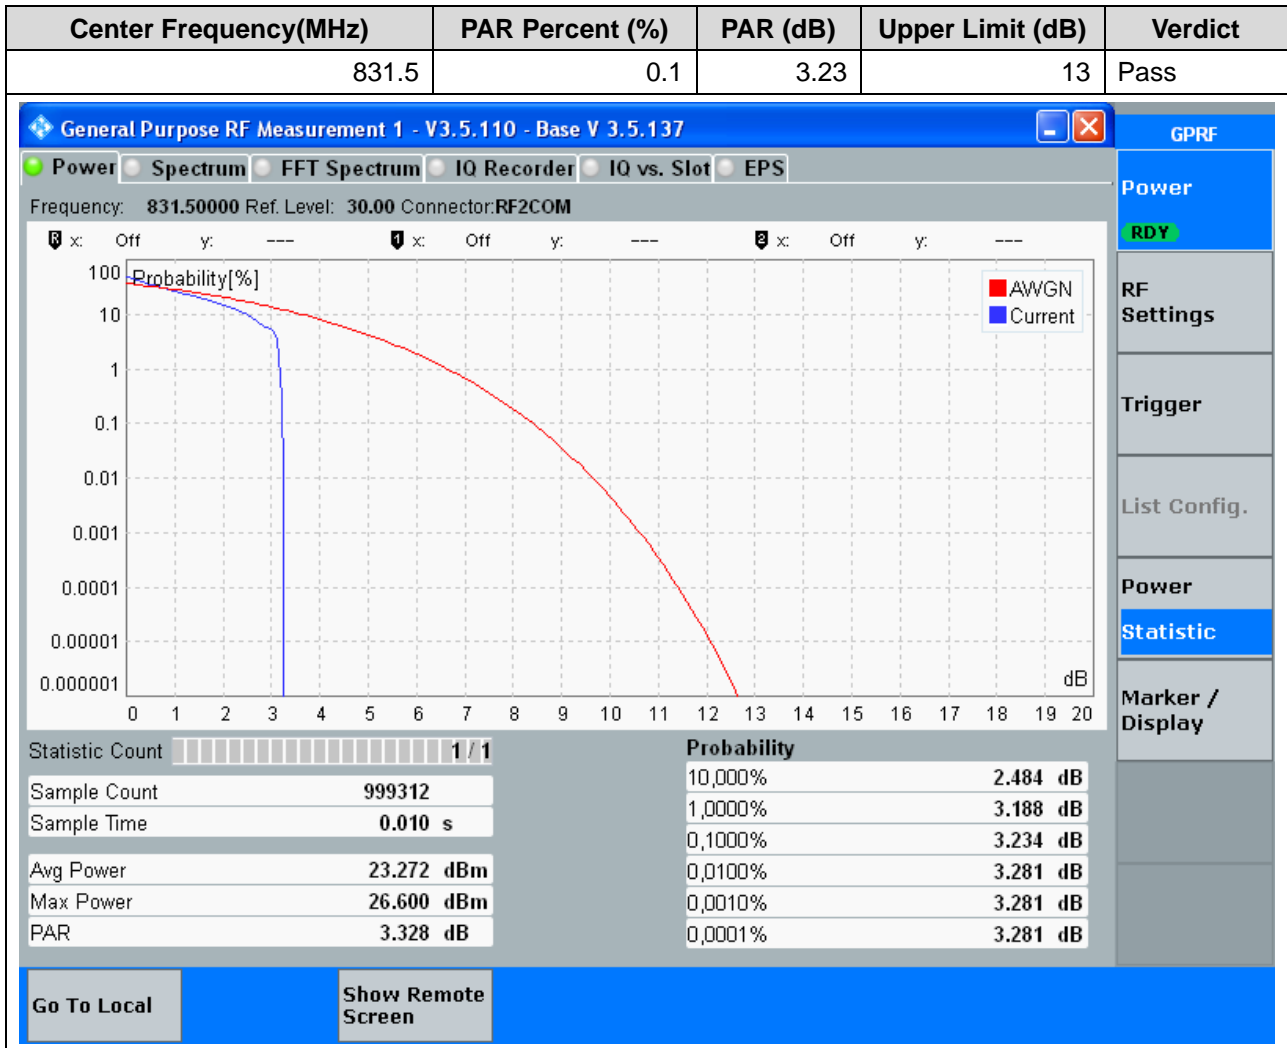 Center Frequency(MHz) PAR Percent (%) PAR (dB) Upper Limit (dB) Verdict
831.5 0.1 3.23 13 Pass
General Purpose RF Measurement 1 - V3.5.110 - Base V 3.5.137
GPRF
Power Spectrum FFT Spectrum IQ Recorder IQ vs. Slot EPS
Power
RDY
Frequency: 831.50000 Ref. Level: 30.00 Connector:RF2COM
R x: Off y: --- 1 x: Off y: --- 2 x: Off y: ---
RF
Settings
Trigger
List Config.
Power
Statistic
Marker /
Display
100 Probability[%]
AWGN
10
Current
1
0.1
0.01
0.001
0.0001
0.00001
0.000001
dB
0 1 2 3 4 5 6 7 8 9 10 11 12 13 14 15 16 17 18 19 20
Statistic Count 1 / 1
Probability
Sample Count 999312
Sample Time 0.010 s
Avg Power 23.272 dBm
Max Power 26.600 dBm
PAR 3.328 dB
10,000% 2.484 dB
1,0000% 3.188 dB
0,1000% 3.234 dB
0,0100% 3.281 dB
0,0010% 3.281 dB
0,0001% 3.281 dB
Go To Local
Show Remote
Screen